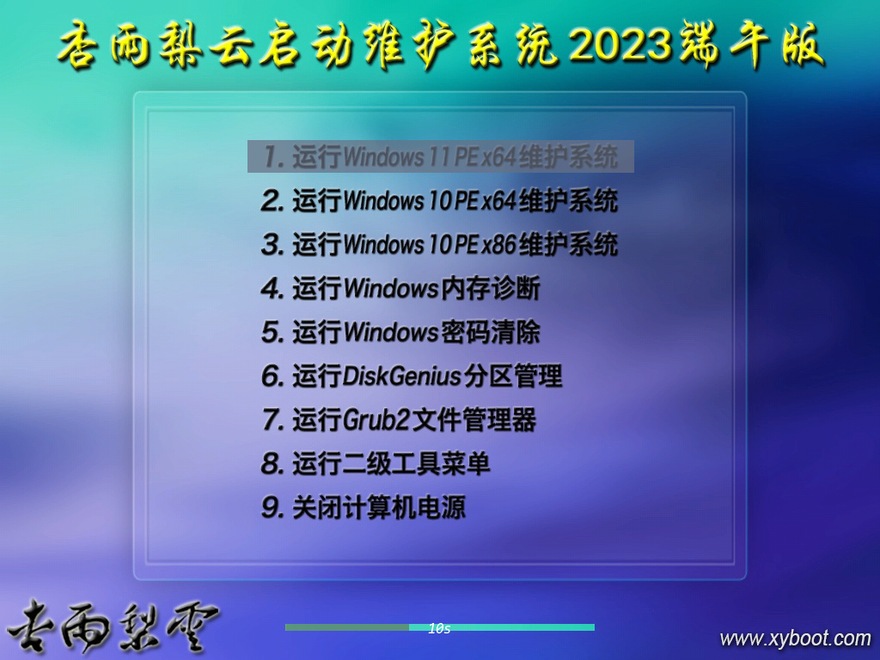 杏雨梨云启动维护系统2023端午版
1. 运行Windows 11 PE x64维护系统
2. 运行Windows 10 PE x64维护系统
3. 运行Windows 10 PE x86维护系统
4. 运行Windows内存诊断
5. 运行Windows密码清除
6. 运行DiskGenius分区管理
7. 运行Grub2文件管理器
8. 运行二级工具菜单
9. 关闭计算机电源
杏雨梨雲
10s
www.xyboot.com